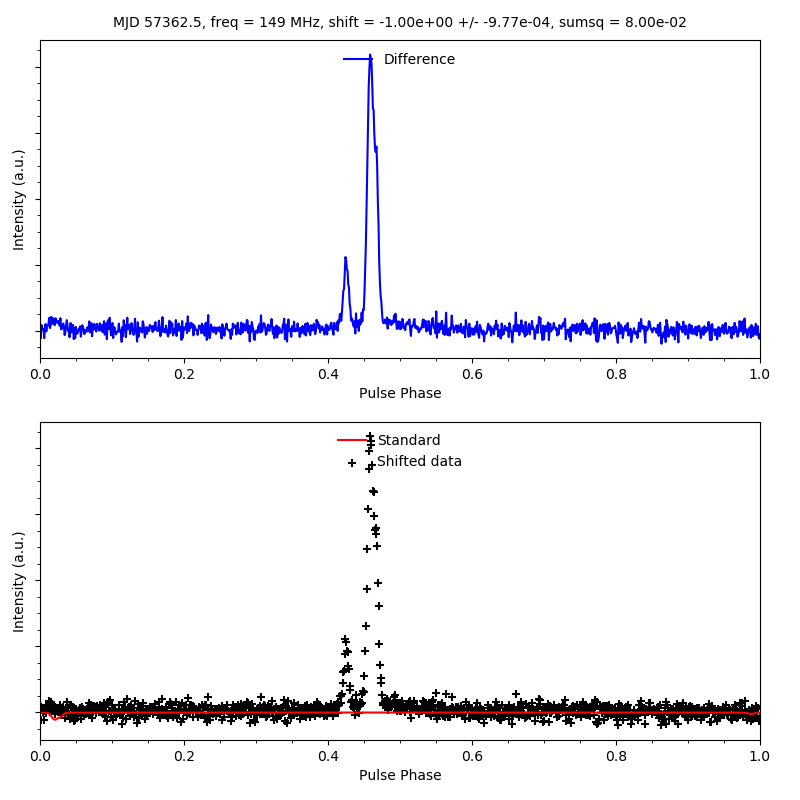 MJD 57362.5, freq = 149 MHz, shift = -1.00e+00 +/- -9.77e-04, sumsq = 8.00e-02
Difference
Intensity (a.u.)
0.0 0.2 0.4 0.6 0.8 1.0
Pulse Phase
Standard
Shifted data
Intensity (a.u.)
0.0 0.2 0.4 0.6 0.8 1.0
Pulse Phase